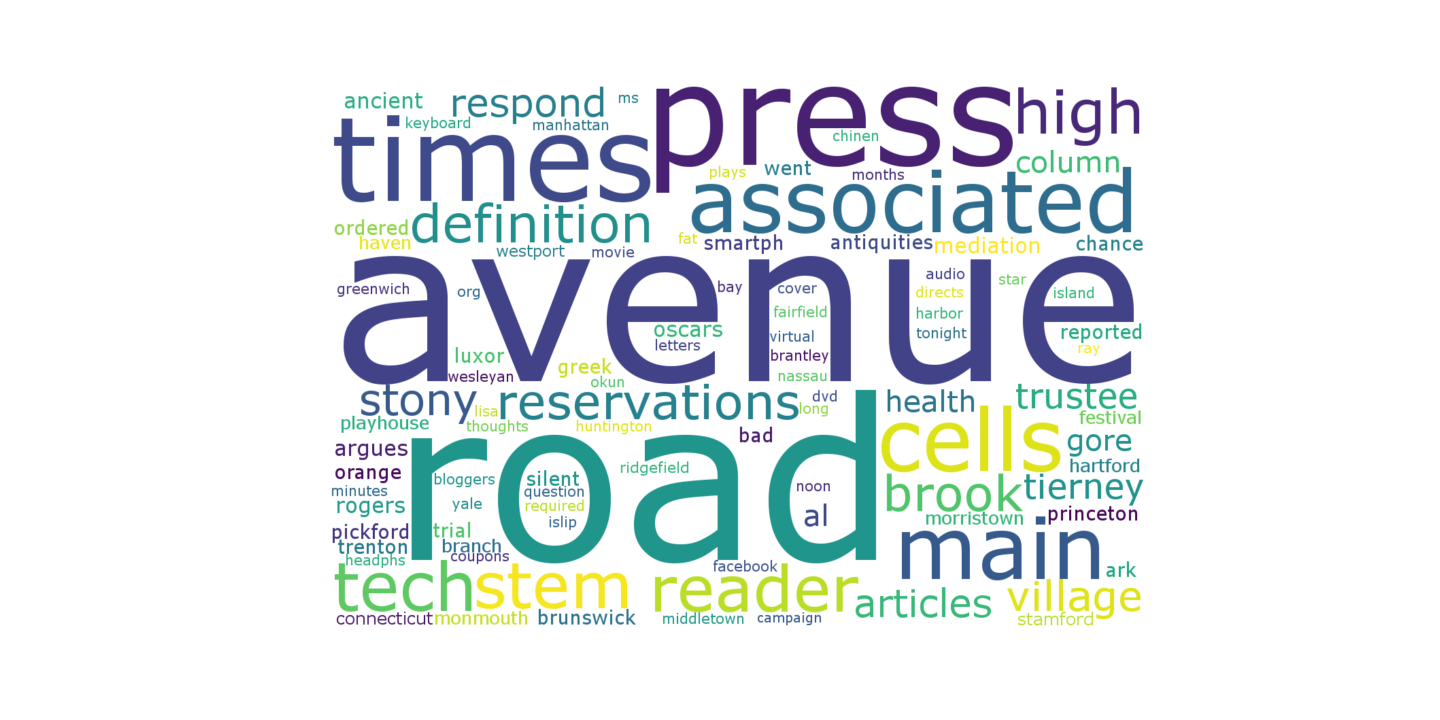 ancient
respond
ms
press
high
keyboard
manhattan
times
chinen
column
plays
went
months
associated
ordered
definition
haven
westport
movie
fat
smartph
antiquities
mediation
chance
avenue
greenwich
org
bay
cover
audio
star
directs
island
fairfield
harbor
oscars
letters
virtual
tonight
reported
luxor
greek
brantley
ray
wesleyan
okun
nassau
stony
lisa
reservations
dvd
long
health
trustee
playhouse
thoughts
huntington
festival
road
bad
cells
gore
argues
orange
bloggers
silent
ridgefield
hartford
minutes
question
noon
brook
tierney
rogers
yale
required
islip
al
morristown
princeton
pickford
trial
main
trenton
branch
coupons
headphs
facebook
ark
tech
stem
reader
articles
village
connecticut
monmouth
brunswick
middletown
campaign
stamford